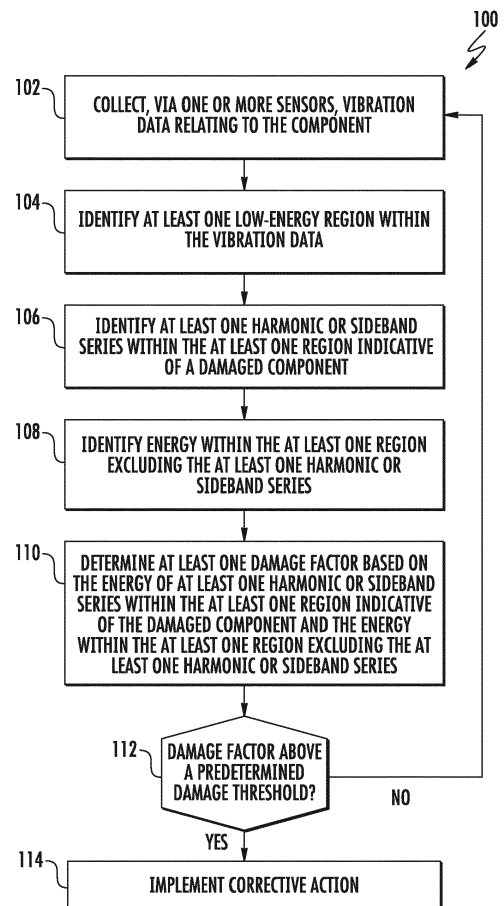 100
102
COLLECT, VIA ONE OR MORE SENSORS, VIBRATION
DATA RELATING TO THE COMPONENT
104
IDENTIFY AT LEAST ONE LOW-ENERGY REGION WITHIN
THE VIBRATION DATA
106
IDENTIFY AT LEAST ONE HARMONIC OR SIDEBAND
SERIES WITHIN THE AT LEAST ONE REGION INDICATIVE
OF A DAMAGED COMPONENT
108
IDENTIFY ENERGY WITHIN THE AT LEAST ONE REGION
EXCLUDING THE AT LEAST ONE HARMONIC OR
SIDEBAND SERIES
110
DETERMINE AT LEAST ONE DAMAGE FACTOR BASED ON
THE ENERGY OF AT LEAST ONE HARMONIC OR SIDEBAND
SERIES WITHIN THE AT LEAST ONE REGION INDICATIVE
OF THE DAMAGED COMPONENT AND THE ENERGY
WITHIN THE AT LEAST ONE REGION EXCLUDING THE AT
LEAST ONE HARMONIC OR SIDEBAND SERIES
112
DAMAGE FACTOR ABOVE
A PREDETERMINED
DAMAGE THRESHOLD?
NO
YES
114
IMPLEMENT CORRECTIVE ACTION